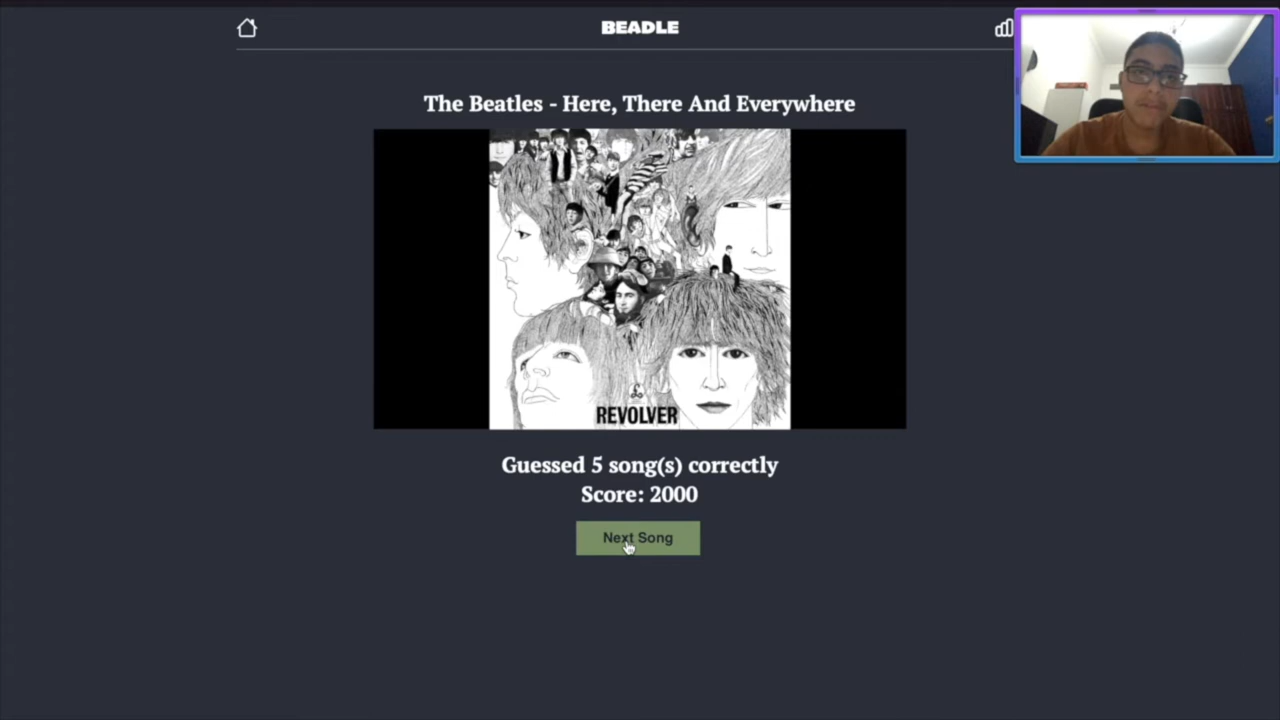 BEADLE
The Beatles - Here, There And Everywhere
REVOLVER
Guessed 5 song(s) correctly
Score: 2000
Next Song